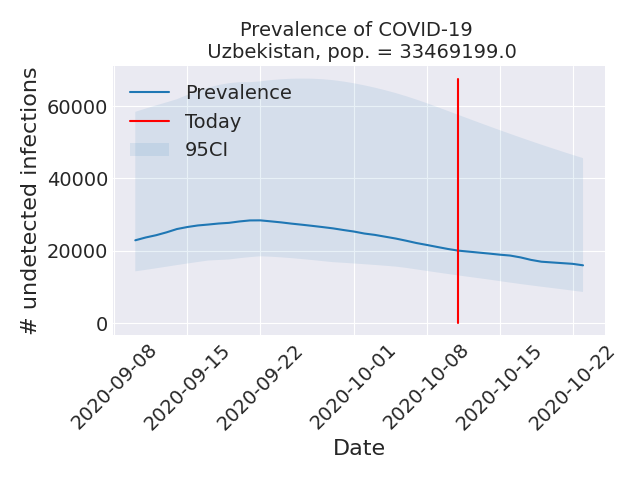 Prevalence of COVID-19
Uzbekistan, pop. = 33469199.0
# undetected infections
60000
40000
20000
0
Prevalence
Today
95CI
2020-09-08
2020-09-15
2020-09-22
2020-10-01
2020-10-08
2020-10-15
2020-10-22
Date